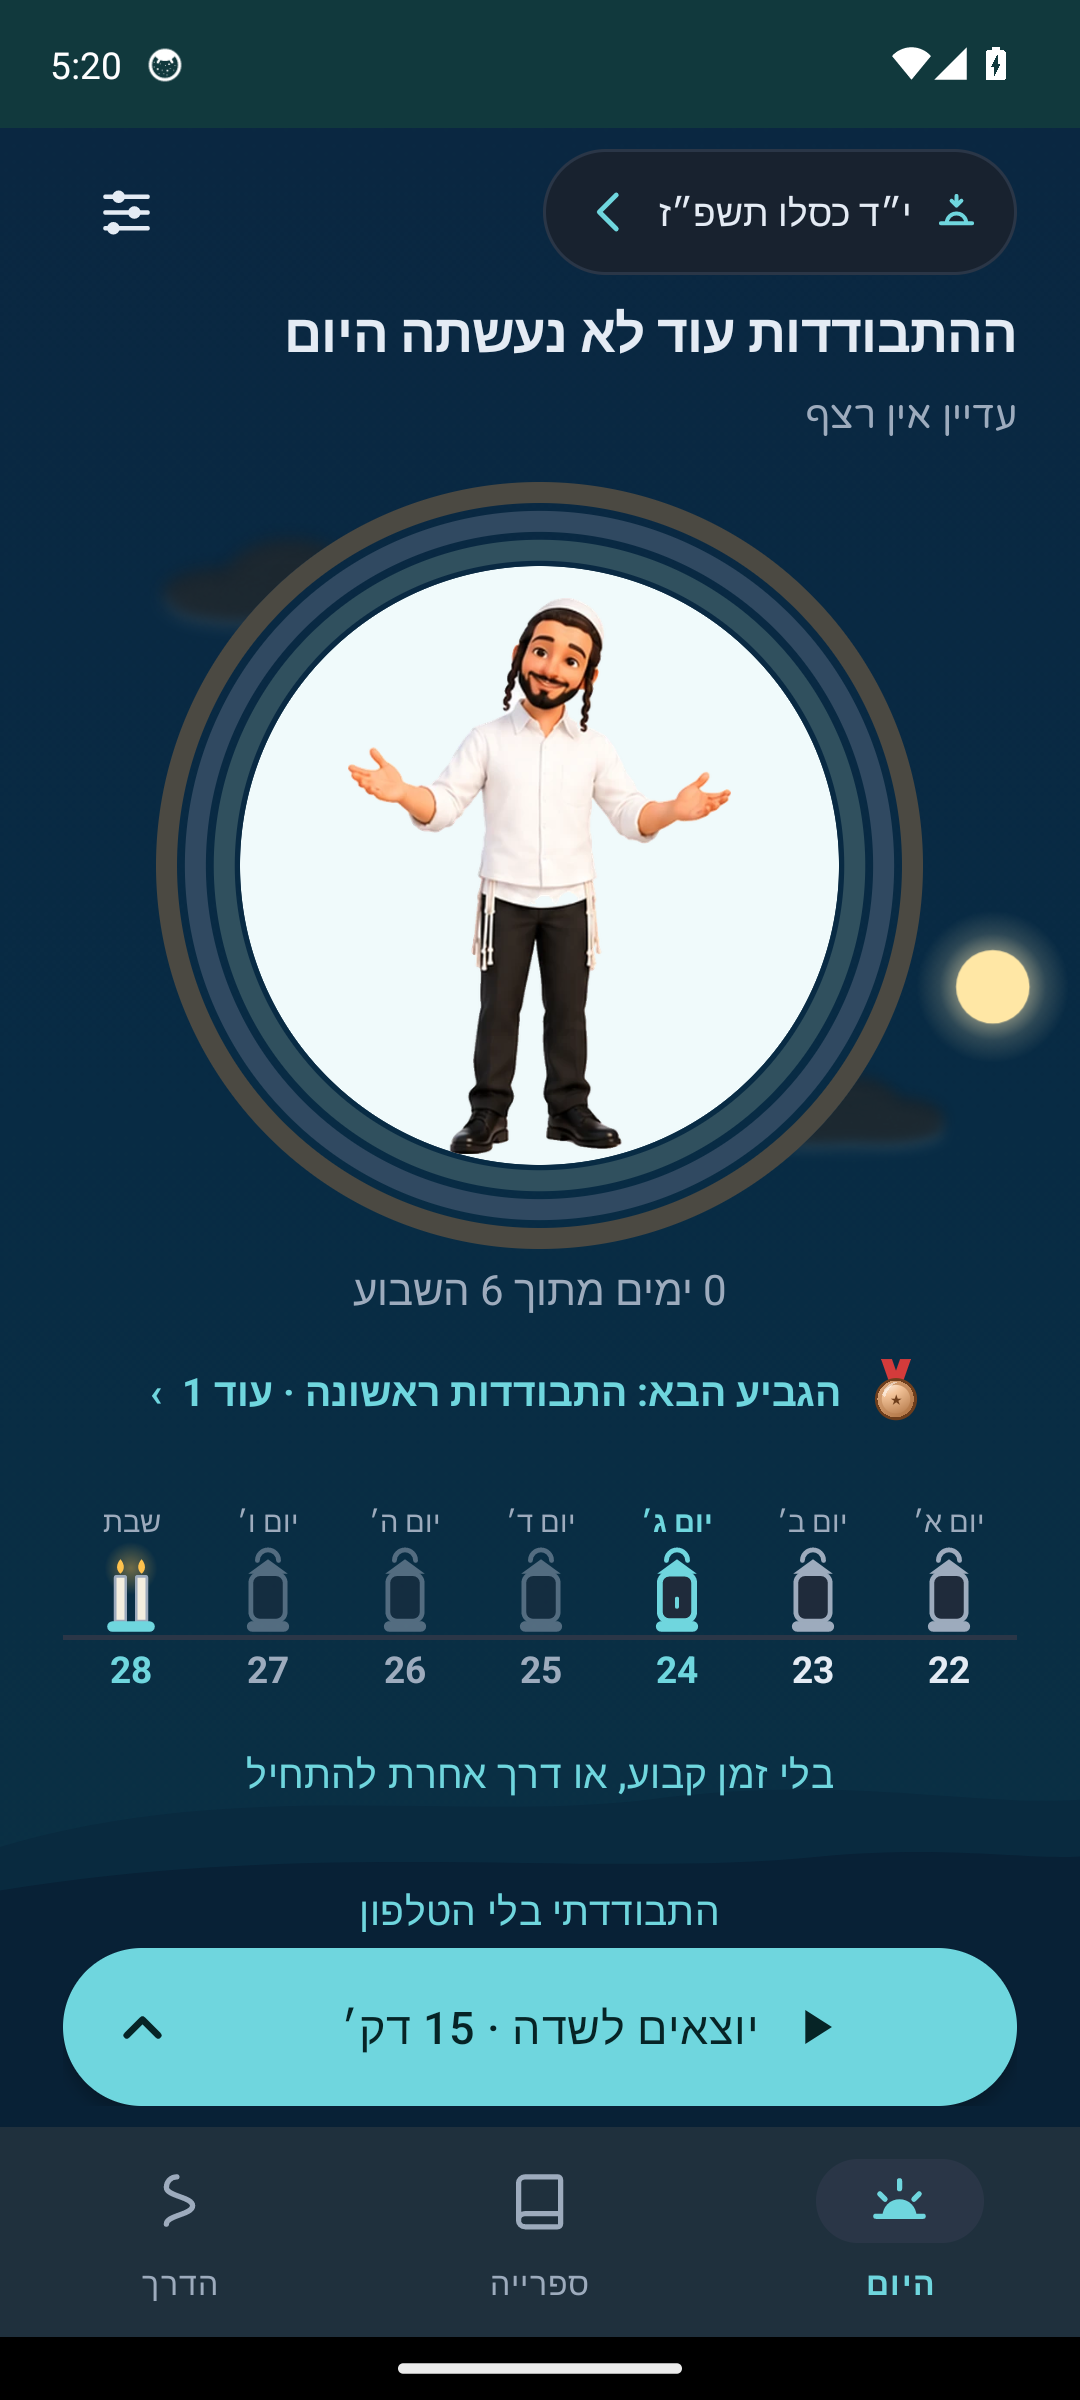 5:20
י״ד כסלו תשפ״ז
ההתבודדות עוד לא נעשתה היום
עדיין אין רצף
0 ימים מתוך 6 השבוע
הגביע הבא: התבודדות ראשונה · עוד 1 ›
יום א׳ יום ב׳ יום ג׳ יום ד׳ יום ה׳ יום ו׳ שבת
22 23 24 25 26 27 28
בלי זמן קבוע, או דרך אחרת להתחיל
התבודדתי בלי הטלפון
יוצאים לשדה · 15 דק׳
היום ספרייה הדרך